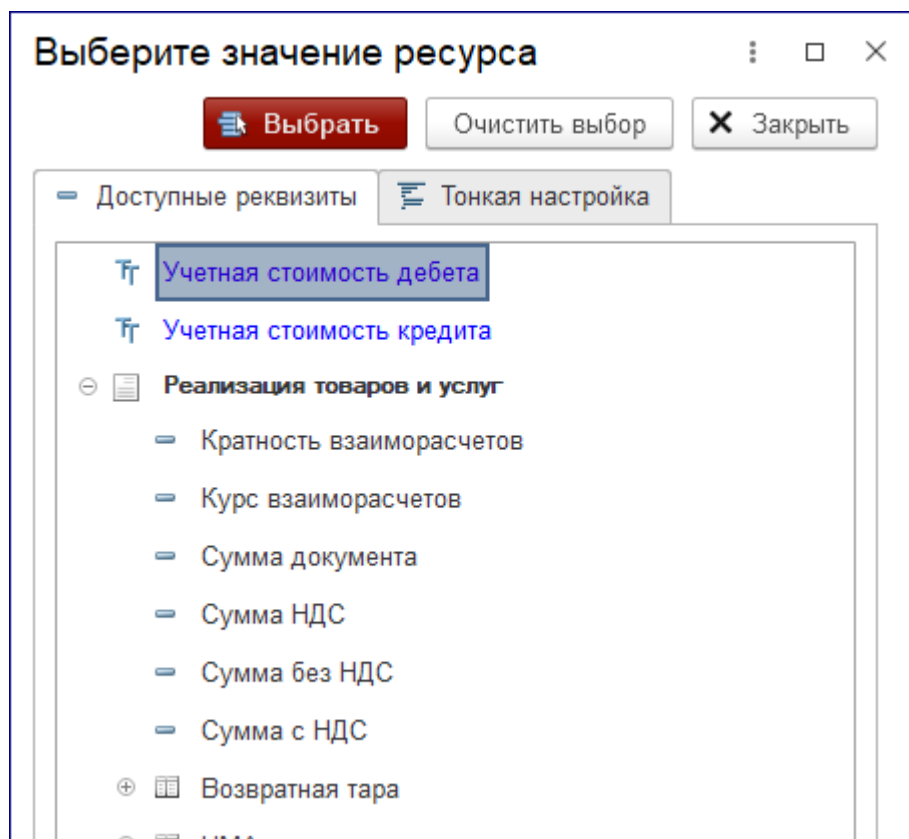 Выберите значение ресурса
Выбрать
Очистить выбор
Закрыть
Доступные реквизиты
Тонкая настройка
Учетная стоимость дебета
Учетная стоимость кредита
Реализация товаров и услуг
Кратность взаиморасчетов
Курс взаиморасчетов
Сумма документа
Сумма НДС
Сумма без НДС
Сумма с НДС
Возвратная тара